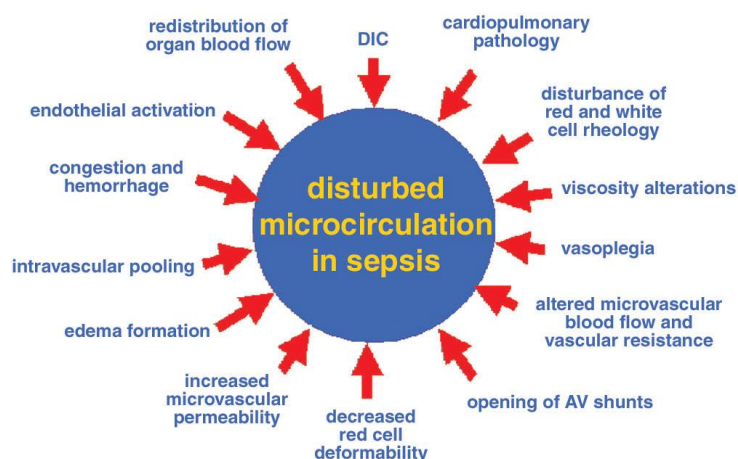 redistribution of
organ blood flow
DIC
cardiopulmonary
pathology
disturbance of
red and white
cell rheology
endothelial activation
congestion and
hemorrhage
viscosity alterations
disturbed
microcirculation
in sepsis
vasoplegia
intravascular pooling
altered microvascular
blood flow and
vascular resistance
edema formation
increased
microvascular
permeability
decreased
red cell
deformability
opening of AV shunts